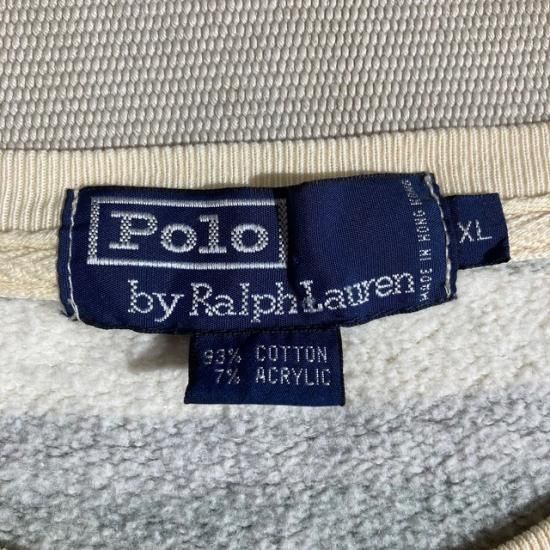 Polo
by Ralph Lauren
MADE IN HONG KONG
XL
93% COTTON
7% ACRYLIC